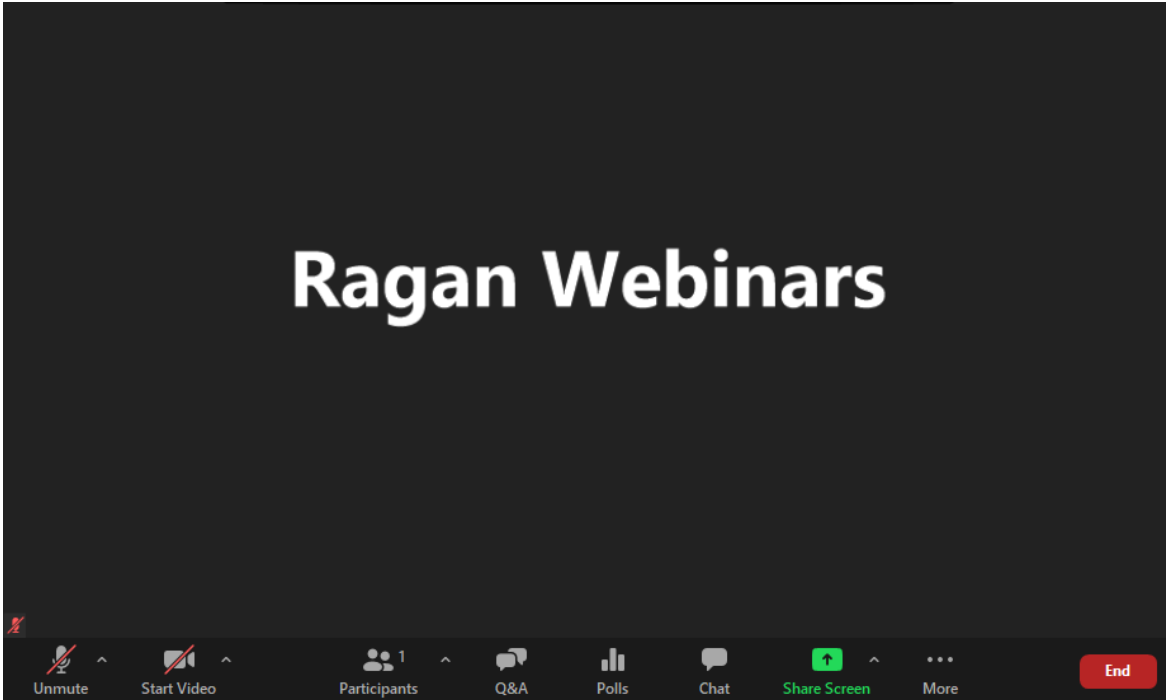 Ragan Webinars
Unmute
Start Video
Participants
1
Q&A
Polls
Chat
Share Screen
More
End